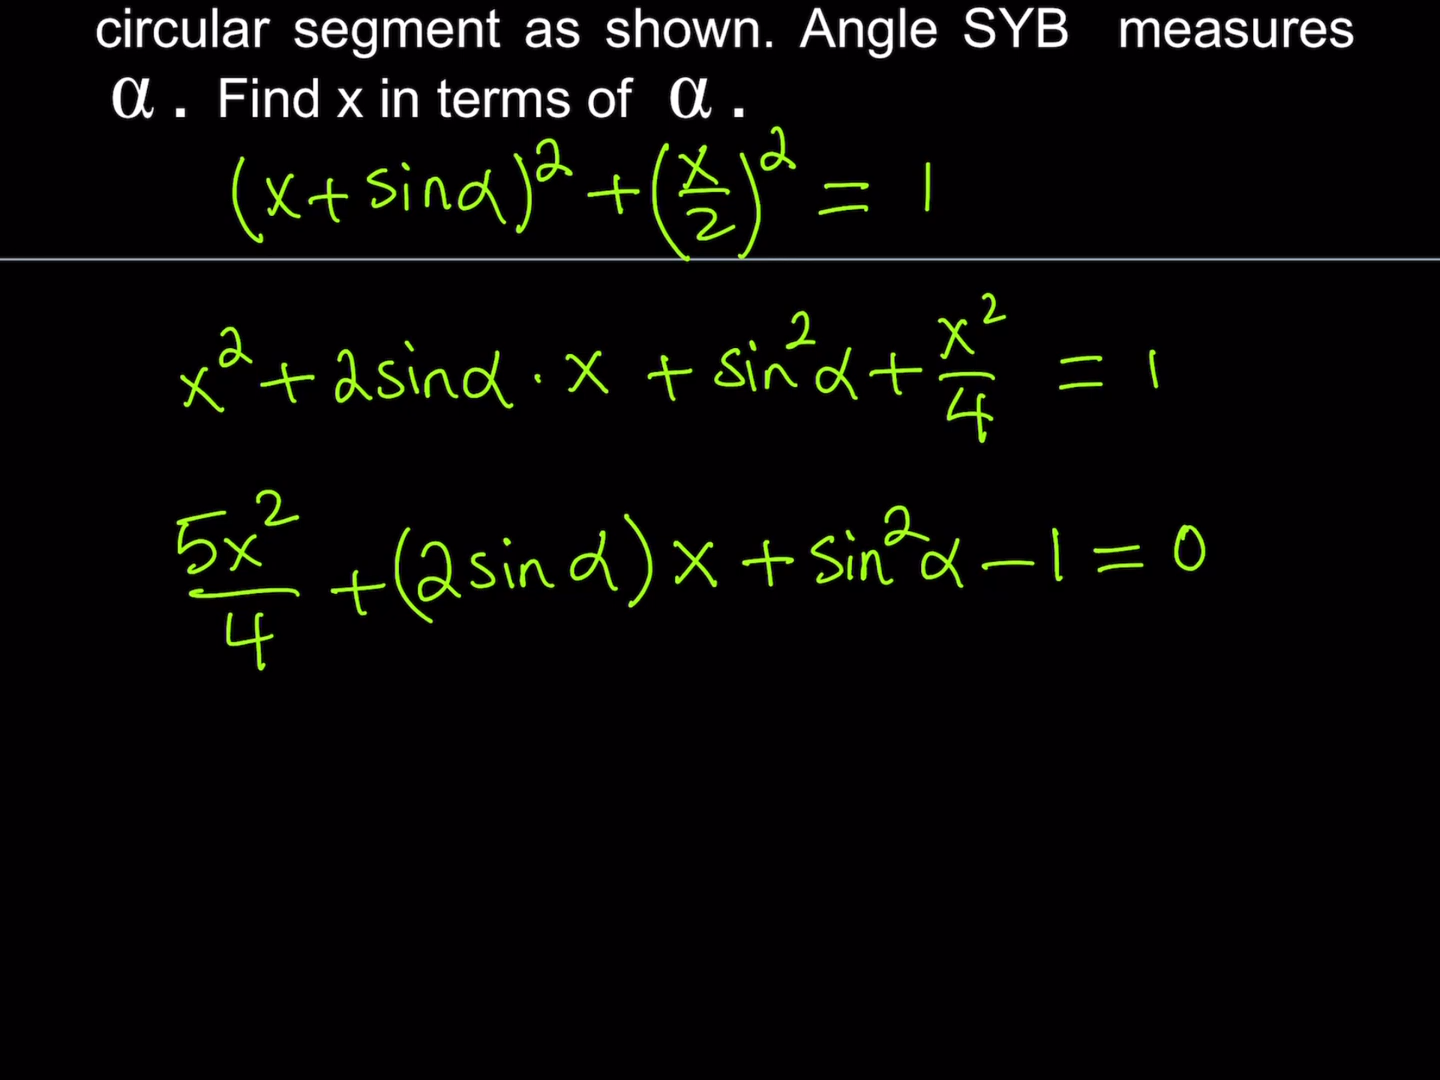 circular segment as shown. Angle SYB measures
α . Find x in terms of α .
(x + sinα)² + (x/2)² = 1
x² + 2sinα · x + sin²α + x²/4 = 1
5x²/4 + (2sinα)x + sin²α − 1 = 0